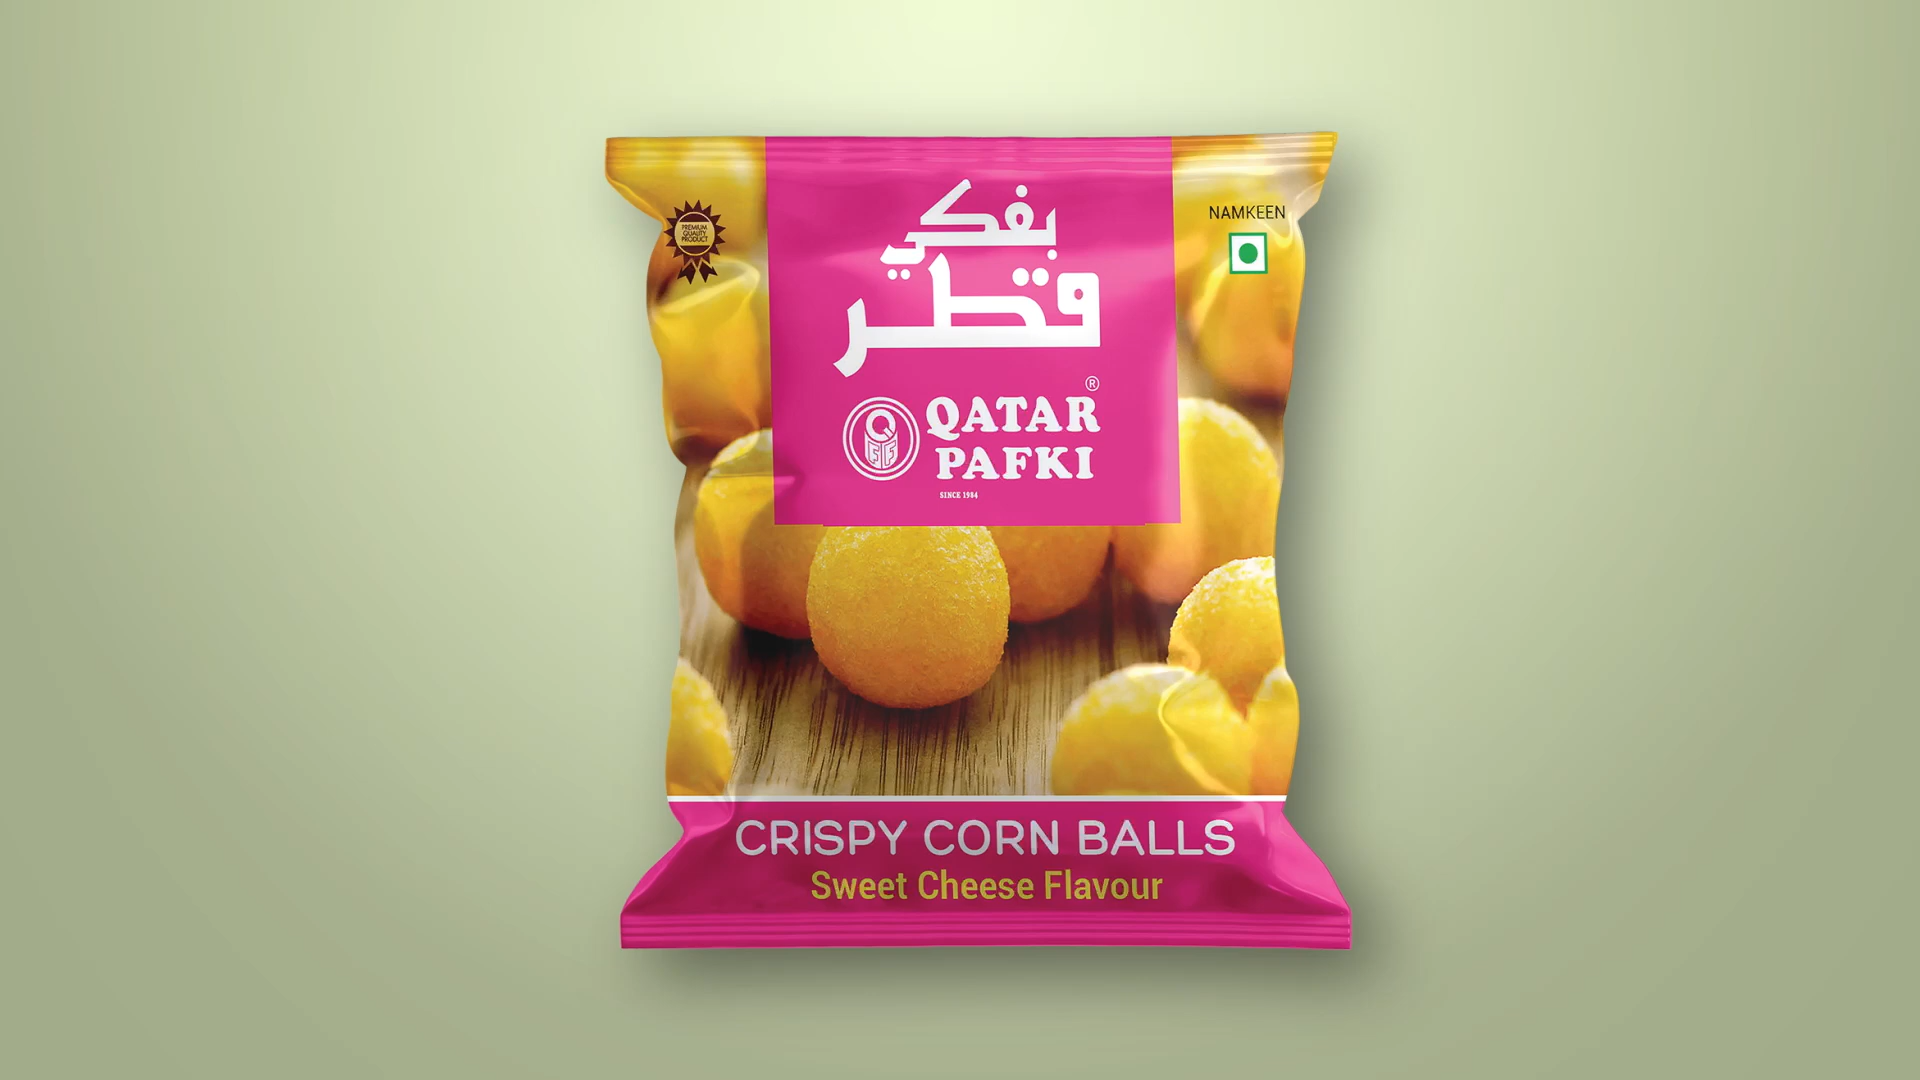 بفكي
قطر
®
QATAR
PAFKI
SINCE 1984
PREMIUM
QUALITY
PRODUCT
NAMKEEN
CRISPY CORN BALLS
Sweet Cheese Flavour